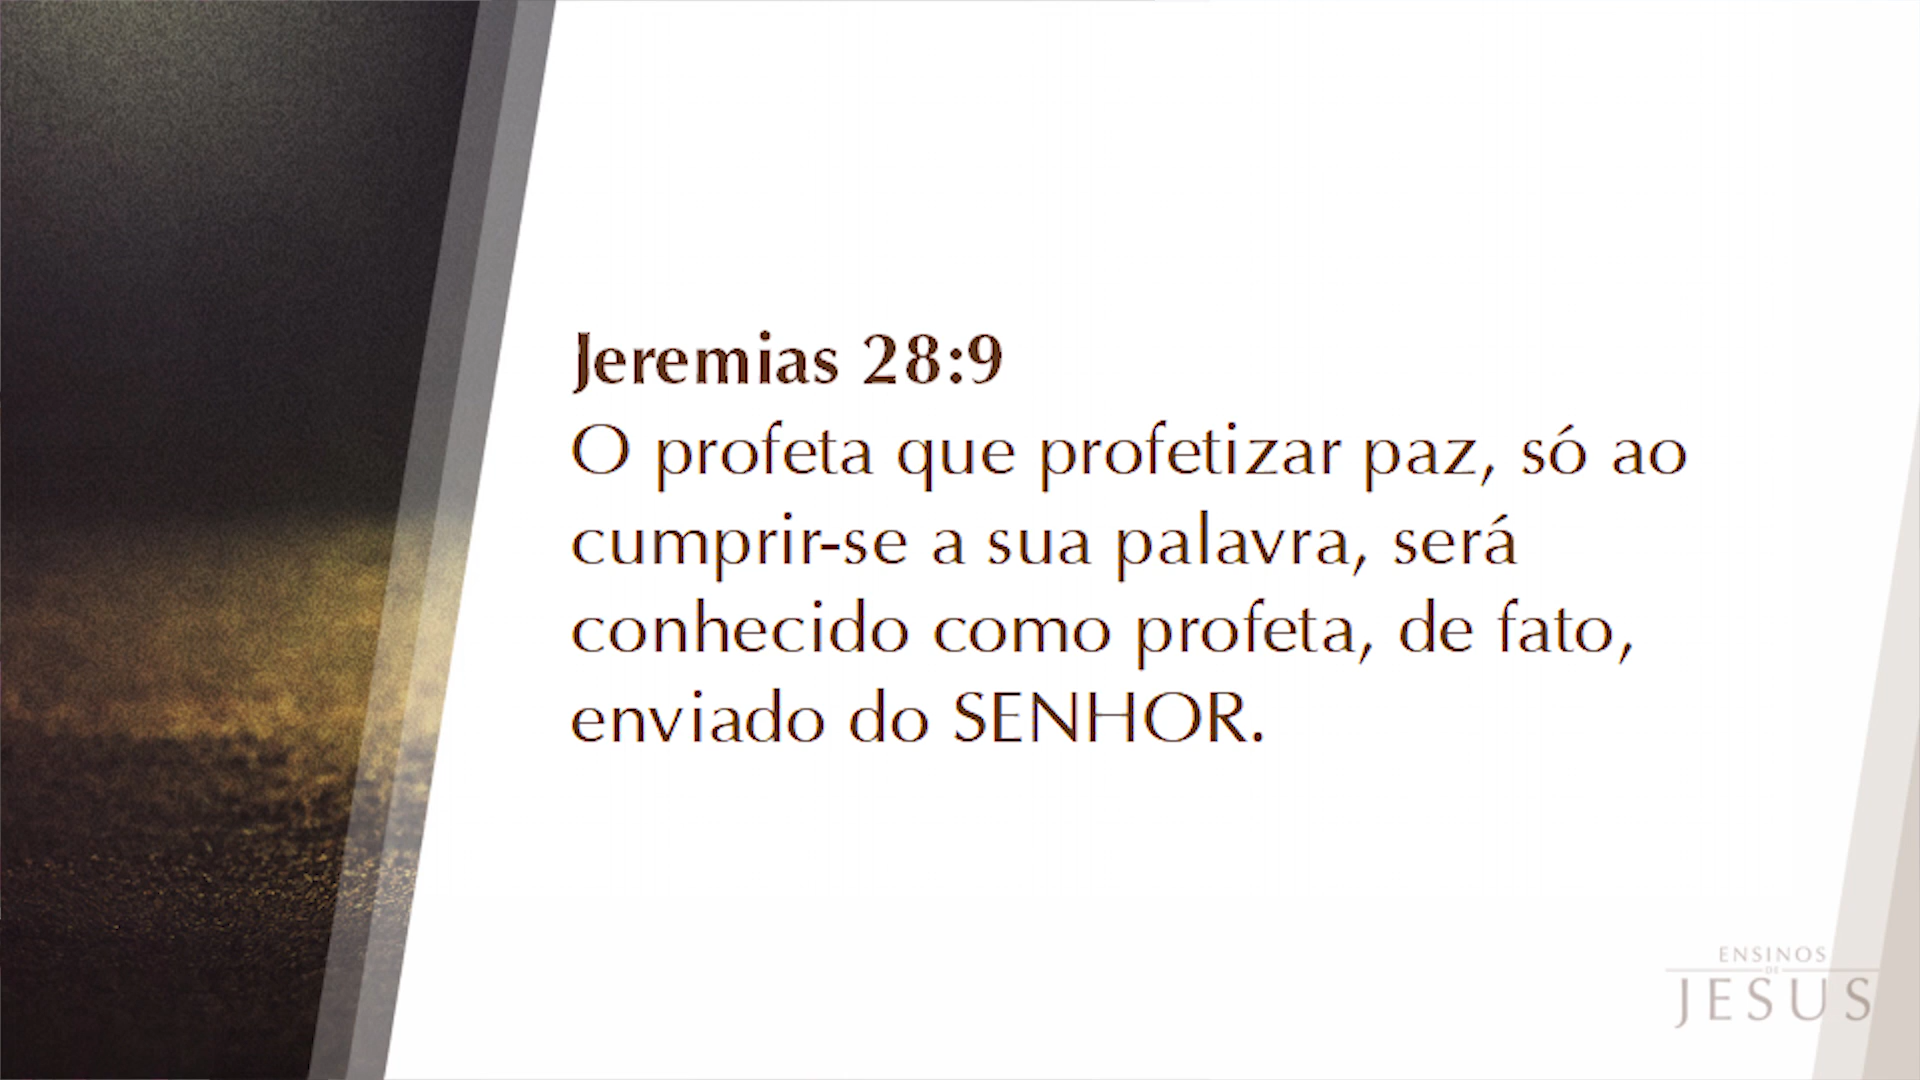 Jeremias 28:9
O profeta que profetizar paz, só ao
cumprir-se a sua palavra, será
conhecido como profeta, de fato,
enviado do SENHOR.
ENSINOS
DE
JESUS